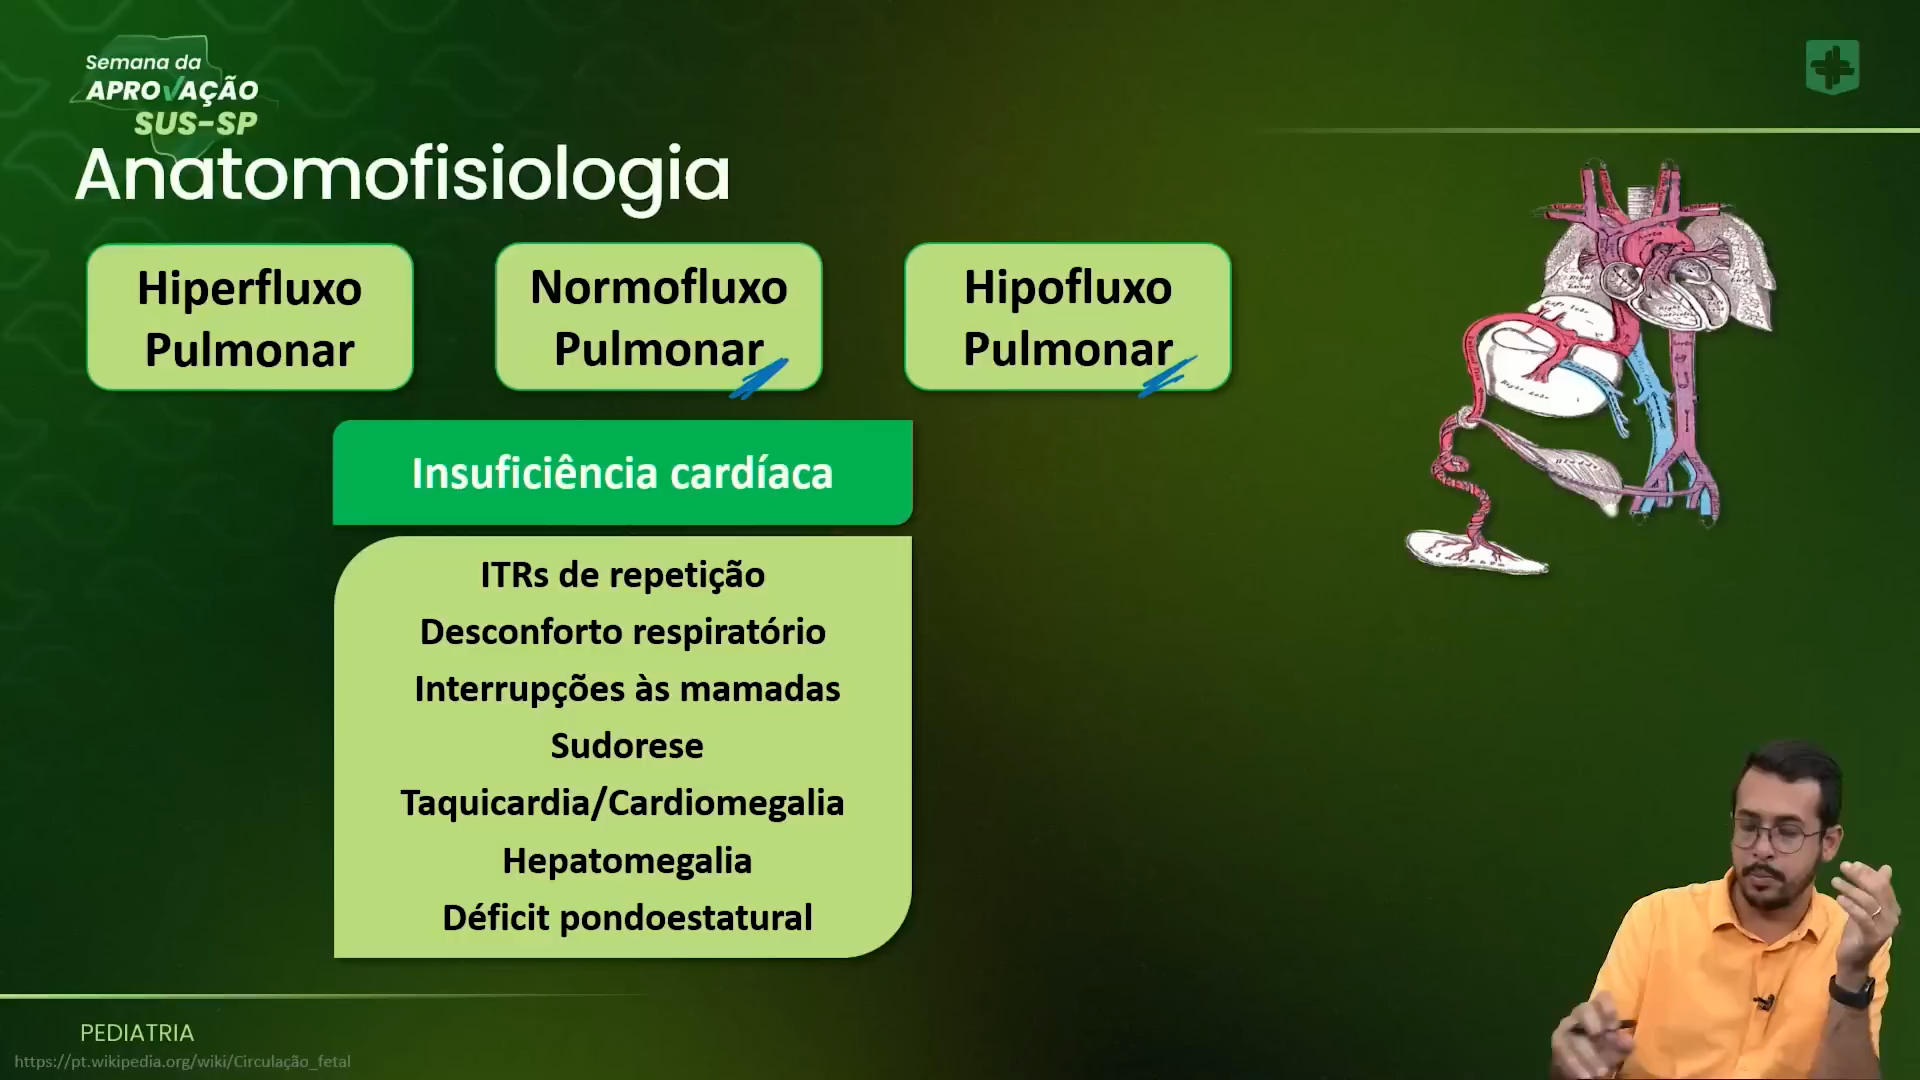 Semana da
APROVAÇÃO
SUS-SP
Anatomofisiologia
Hiperfluxo
Pulmonar
Normofluxo
Pulmonar
Hipofluxo
Pulmonar
Insuficiência cardíaca
ITRs de repetição
Desconforto respiratório
Interrupções às mamadas
Sudorese
Taquicardia/Cardiomegalia
Hepatomegalia
Déficit pondoestatural
PEDIATRIA
https://pt.wikipedia.org/wiki/Circulação_fetal